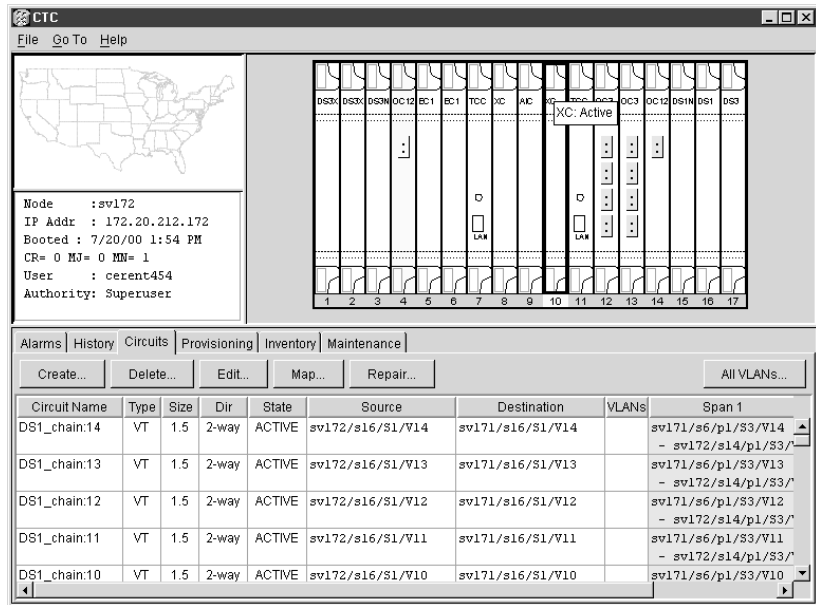 CTC
File Go To Help
Node :sv172
IP Addr : 172.20.212.172
Booted : 7/20/00 1:54 PM
CR= 0 MJ= 0 MN= 1
User : cerent454
Authority: Superuser
DS3X DS3X DS3N OC12 EC1 EC1 TCC XC AIC XC TCC OC3 OC3 OC12 DS1N DS1 DS3
XC: Active
LAN LAN
1 2 3 4 5 6 7 8 9 10 11 12 13 14 15 16 17
Alarms History Circuits Provisioning Inventory Maintenance
Create... Delete... Edit... Map... Repair... All VLANs...
Circuit Name Type Size Dir State Source Destination VLANs Span 1
DS1_chain:14 VT 1.5 2-way ACTIVE sv172/s16/S1/V14 sv171/s16/S1/V14 sv171/s6/p1/S3/V14
- sv172/s14/p1/S3/
DS1_chain:13 VT 1.5 2-way ACTIVE sv172/s16/S1/V13 sv171/s16/S1/V13 sv171/s6/p1/S3/V13
- sv172/s14/p1/S3/
DS1_chain:12 VT 1.5 2-way ACTIVE sv172/s16/S1/V12 sv171/s16/S1/V12 sv171/s6/p1/S3/V12
- sv172/s14/p1/S3/
DS1_chain:11 VT 1.5 2-way ACTIVE sv172/s16/S1/V11 sv171/s16/S1/V11 sv171/s6/p1/S3/V11
- sv172/s14/p1/S3/
DS1_chain:10 VT 1.5 2-way ACTIVE sv172/s16/S1/V10 sv171/s16/S1/V10 sv171/s6/p1/S3/V10